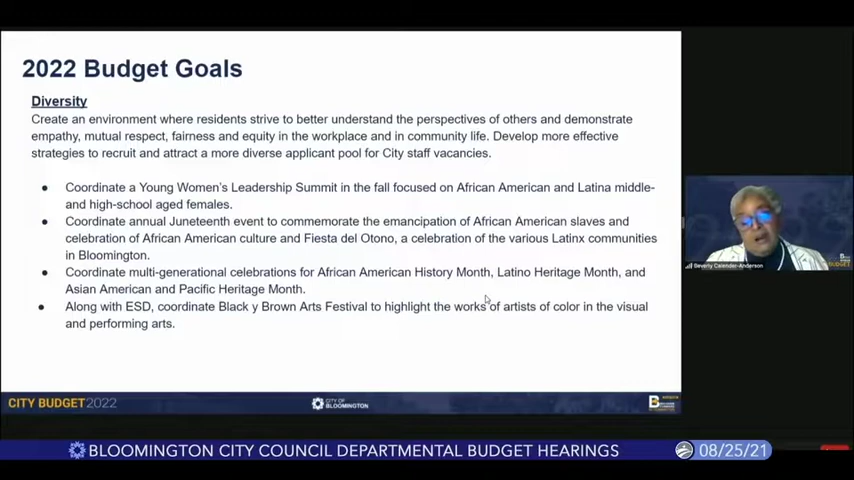 2022 Budget Goals
Diversity
Create an environment where residents strive to better understand the perspectives of others and demonstrate
empathy, mutual respect, fairness and equity in the workplace and in community life. Develop more effective
strategies to recruit and attract a more diverse applicant pool for City staff vacancies.
● Coordinate a Young Women's Leadership Summit in the fall focused on African American and Latina middle-
and high-school aged females.
● Coordinate annual Juneteenth event to commemorate the emancipation of African American slaves and
celebration of African American culture and Fiesta del Otono, a celebration of the various Latinx communities
in Bloomington.
● Coordinate multi-generational celebrations for African American History Month, Latino Heritage Month, and
Asian American and Pacific Heritage Month.
● Along with ESD, coordinate Black y Brown Arts Festival to highlight the works of artists of color in the visual
and performing arts.
Beverly Calender-Anderson
CITY BUDGET2022
CITY OF
BLOOMINGTON
BLOOMINGTON CITY COUNCIL DEPARTMENTAL BUDGET HEARINGS
08/25/21